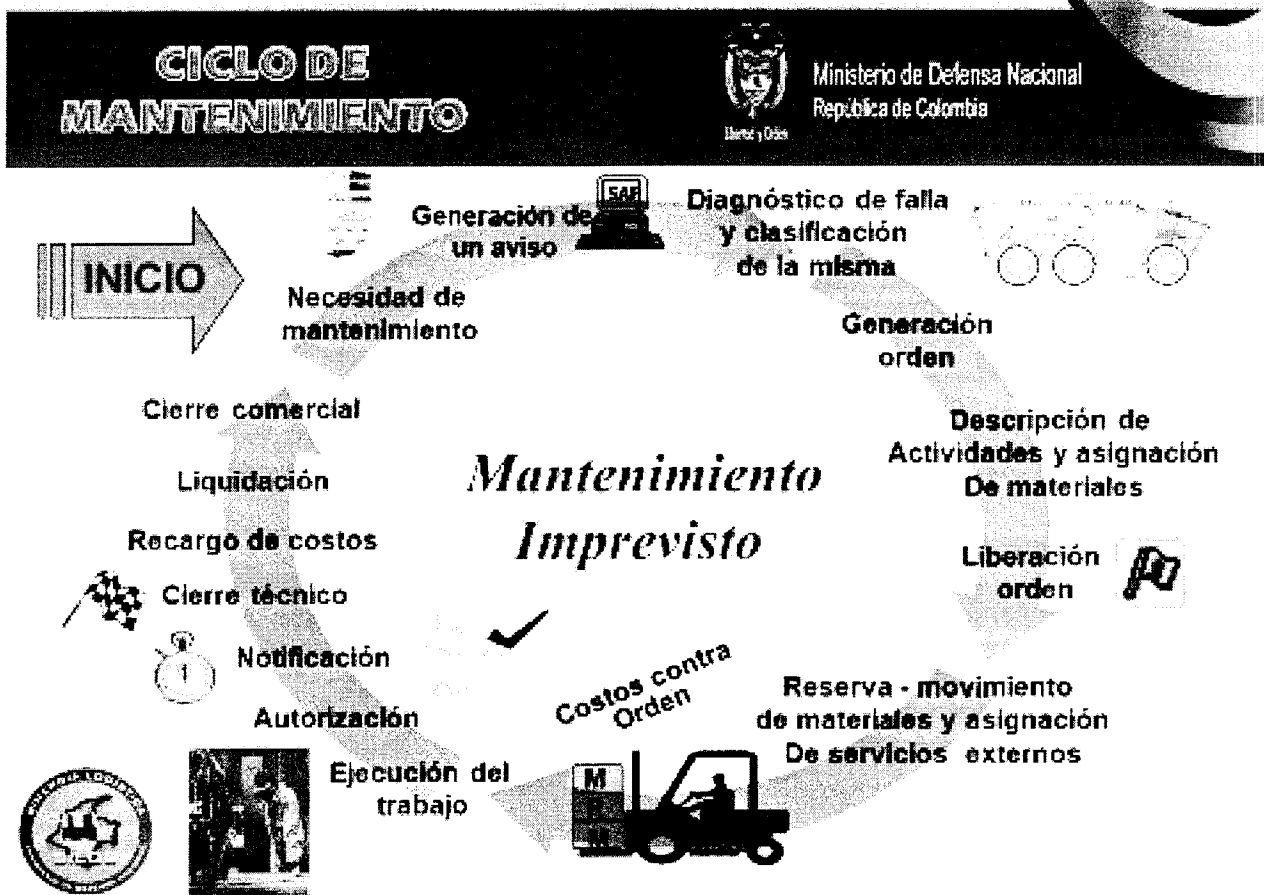 CICLO DE
MANTENIMIENTO
Ministerio de Defensa Nacional
República de Colombia
Libertad y Orden
INICIO
Necesidad de
mantenimiento
Generación de
un aviso
SAP
Diagnóstico de falla
y clasificación
de la misma
Generación
orden
Descripción de
Actividades y asignación
De materiales
Liberación
orden
Reserva - movimiento
de materiales y asignación
De servicios externos
Costos contra
Orden
M
Ejecución del
trabajo
Autorización
Notificación
1
Cierre técnico
Recargo de costos
Liquidación
Cierre comercial
Mantenimiento
Imprevisto